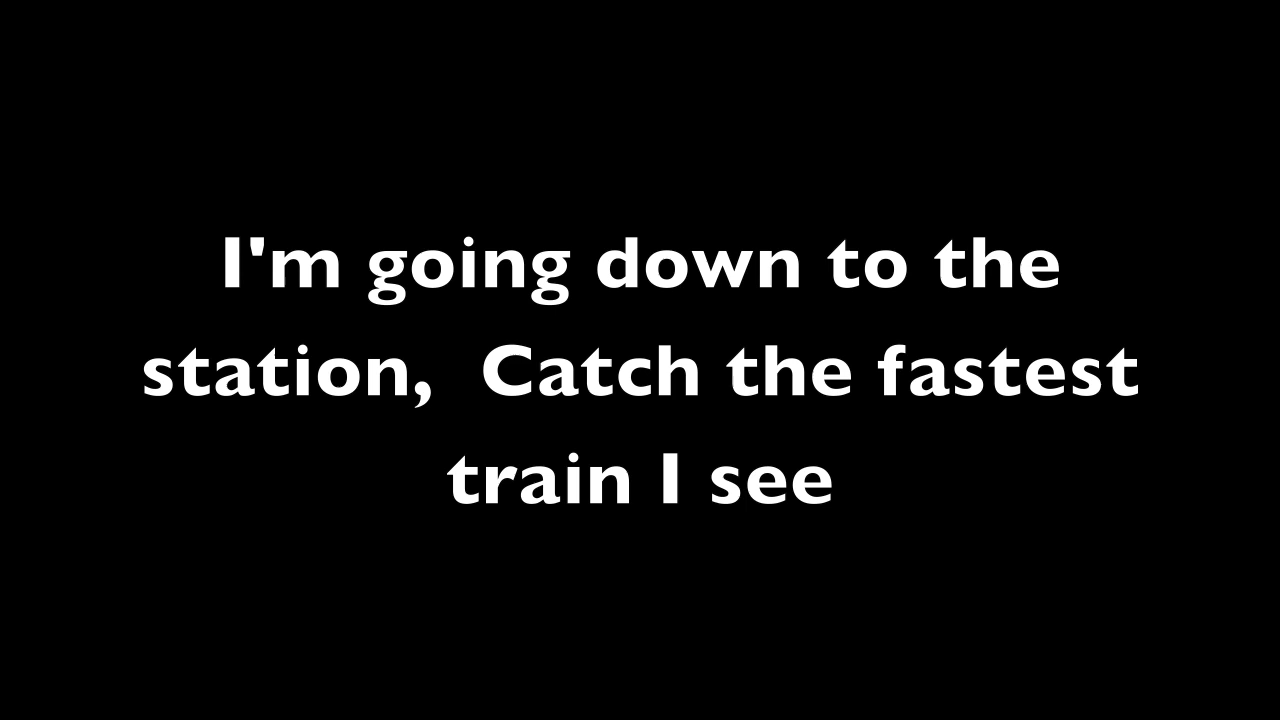 I'm going down to the
station,  Catch the fastest
train I see